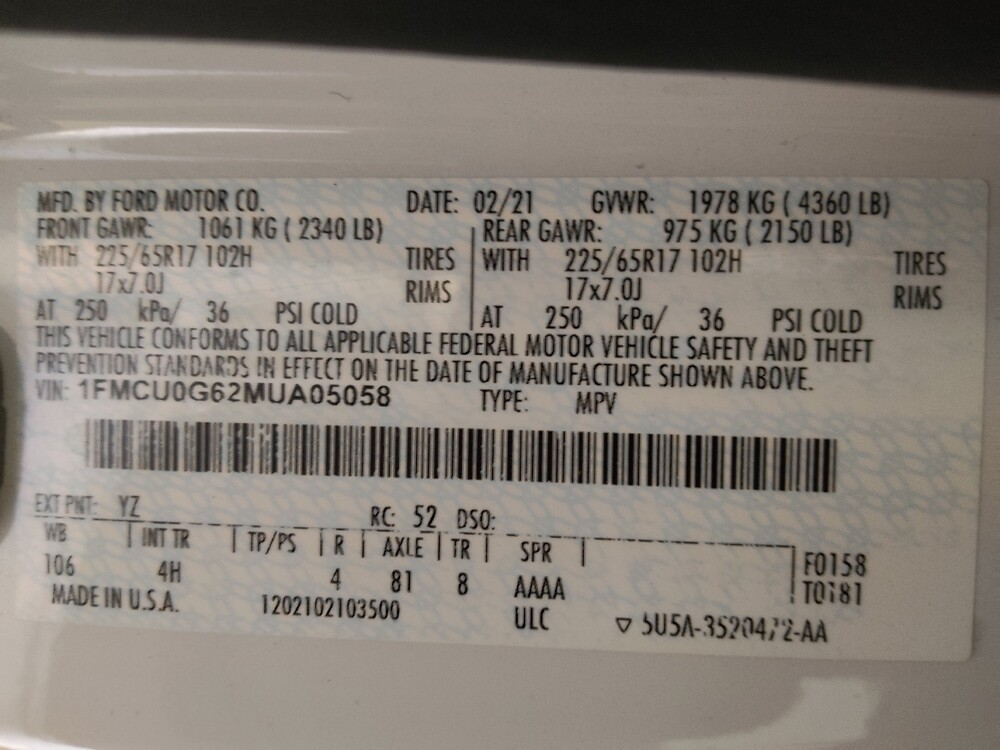 MFD. BY FORD MOTOR CO. DATE: 02/21 GVWR: 1978 KG ( 4360 LB)
FRONT GAWR: 1061 KG ( 2340 LB) REAR GAWR: 975 KG ( 2150 LB)
WITH 225/65R17 102H TIRES WITH 225/65R17 102H TIRES
17x7.0J RIMS 17x7.0J RIMS
AT 250 kPa/ 36 PSI COLD AT 250 kPa/ 36 PSI COLD
THIS VEHICLE CONFORMS TO ALL APPLICABLE FEDERAL MOTOR VEHICLE SAFETY AND THEFT
PREVENTION STANDARDS IN EFFECT ON THE DATE OF MANUFACTURE SHOWN ABOVE.
VIN: 1FMCU0G62MUA05058 TYPE: MPV
EXT PNT: YZ RC: 52 DSO:
WB INT TR TP/PS R AXLE TR SPR F0158
106 4H 4 81 8 AAAA T0181
MADE IN U.S.A. 1202102103500 ULC